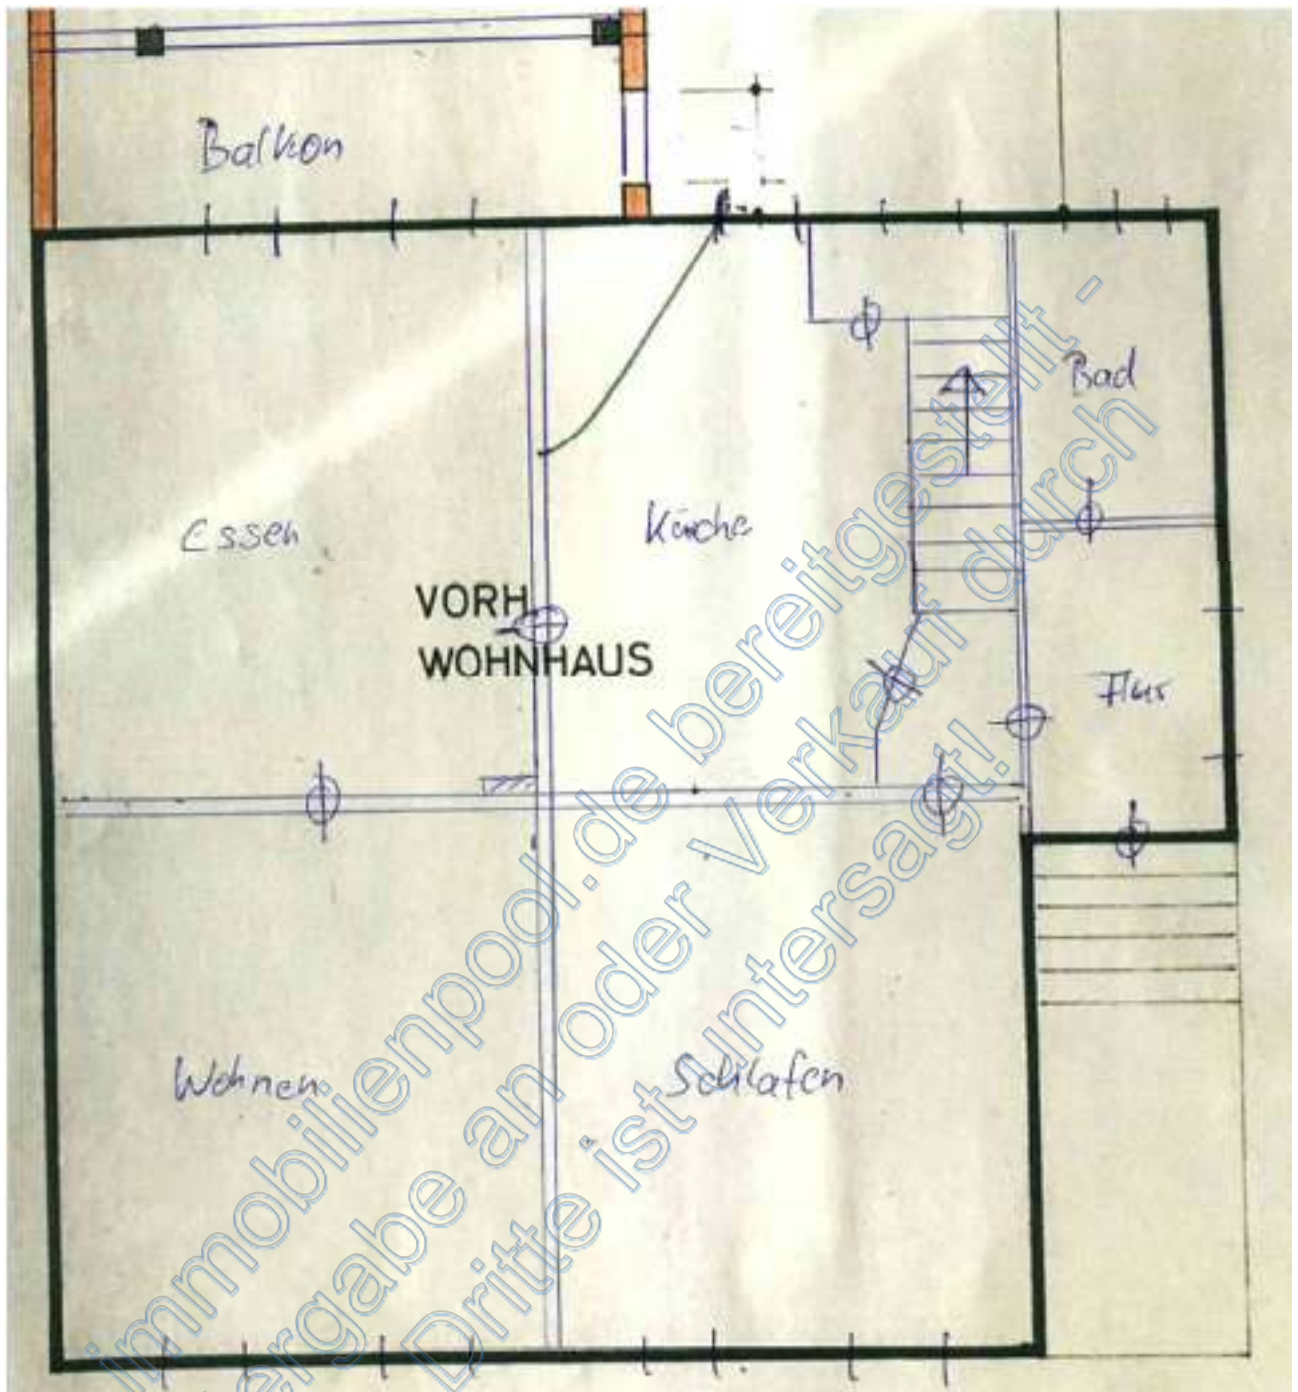 Balkon
Bad
Essen
Küche
VORH
WOHNHAUS
Flur
Wohnen
Schlafen
immobilienpool.de bereitgestellt -
ergabe an oder Verkauf durch
Dritte ist untersagt!